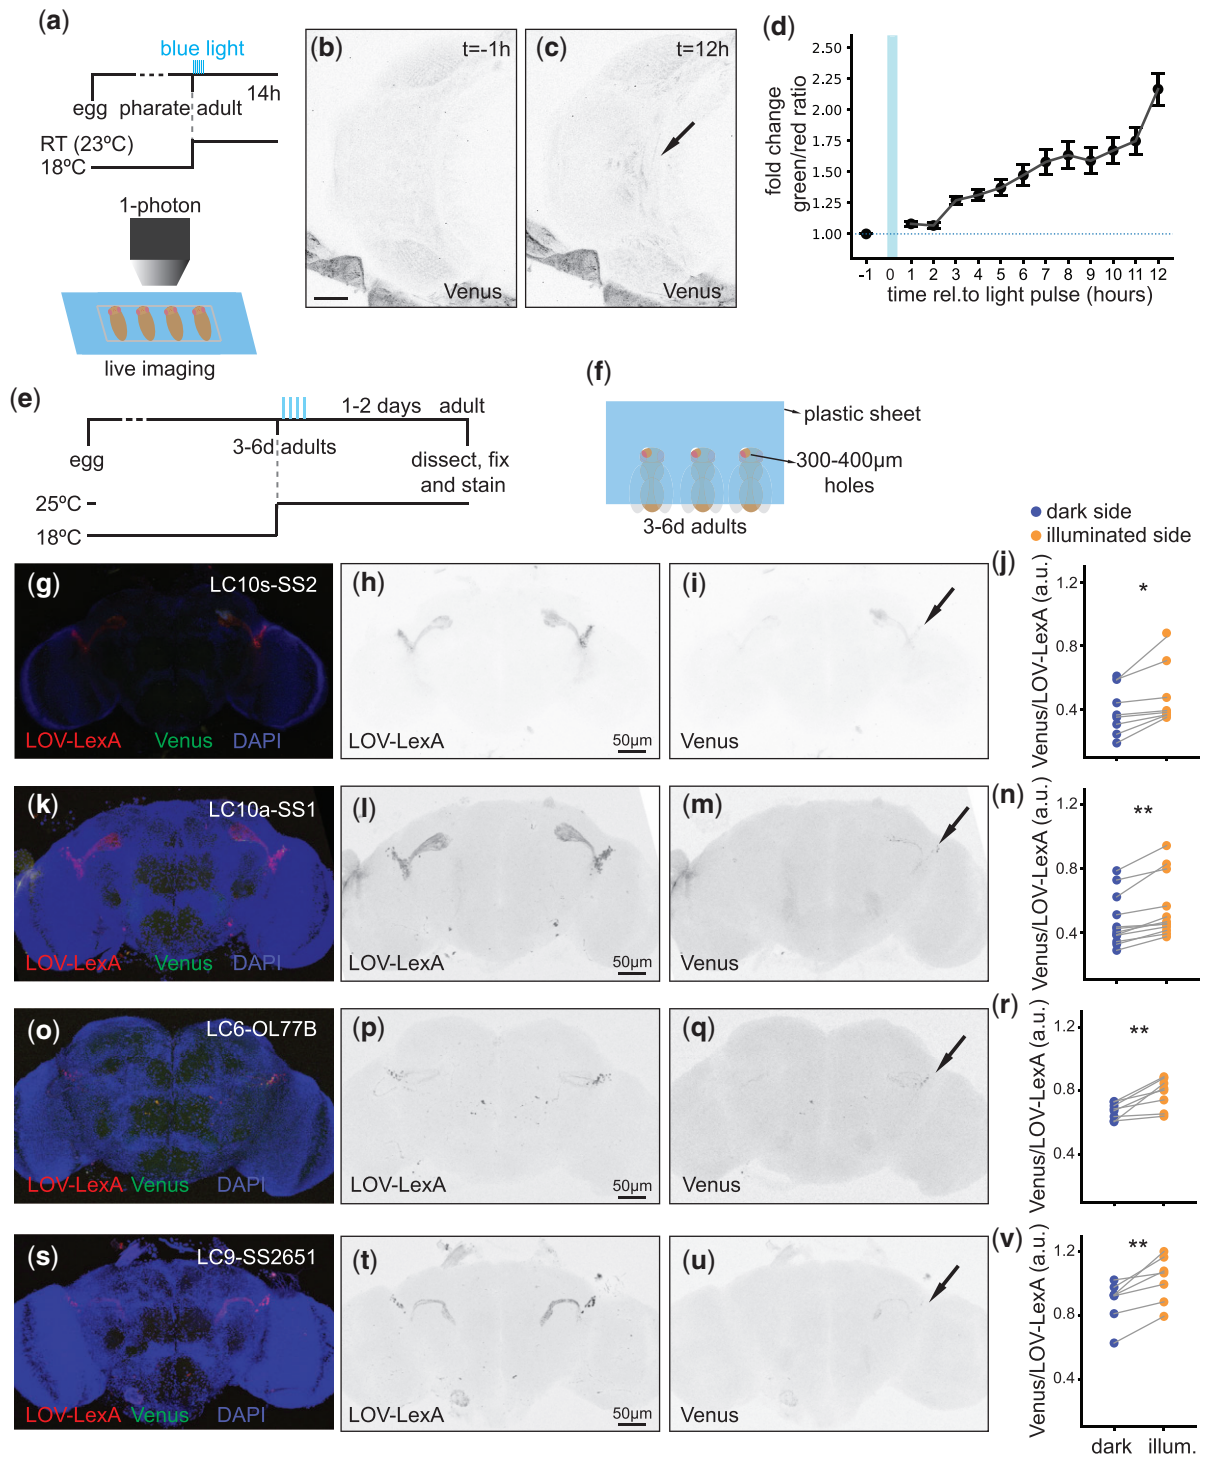 (a)
blue light
14h
egg pharate adult
RT (23ºC)
18ºC
1-photon
live imaging
(b) t=-1h
Venus
(c) t=12h
Venus
(d)
fold change
green/red ratio
2.50
2.25
2.00
1.75
1.50
1.25
1.00
-1 0 1 2 3 4 5 6 7 8 9 10 11 12
time rel.to light pulse (hours)
(e)
1-2 days adult
3-6d adults
egg
dissect, fix
and stain
25ºC
18ºC
(f)
plastic sheet
300-400µm
holes
3-6d adults
dark side
illuminated side
(g) LC10s-SS2
LOV-LexA Venus DAPI
(h)
LOV-LexA 50µm
(i)
Venus
(j)
Venus/LOV-LexA (a.u.)
1.2
0.8
0.4
*
(k) LC10a-SS1
LOV-LexA Venus DAPI
(l)
LOV-LexA 50µm
(m)
Venus
(n)
Venus/LOV-LexA (a.u.)
1.2
0.8
0.4
**
(o) LC6-OL77B
LOV-LexA Venus DAPI
(p)
LOV-LexA 50µm
(q)
Venus
(r)
Venus/LOV-LexA (a.u.)
1.2
0.8
0.4
**
(s) LC9-SS2651
LOV-LexA Venus DAPI
(t)
LOV-LexA 50µm
(u)
Venus
(v)
Venus/LOV-LexA (a.u.)
1.2
0.8
0.4
**
dark illum.